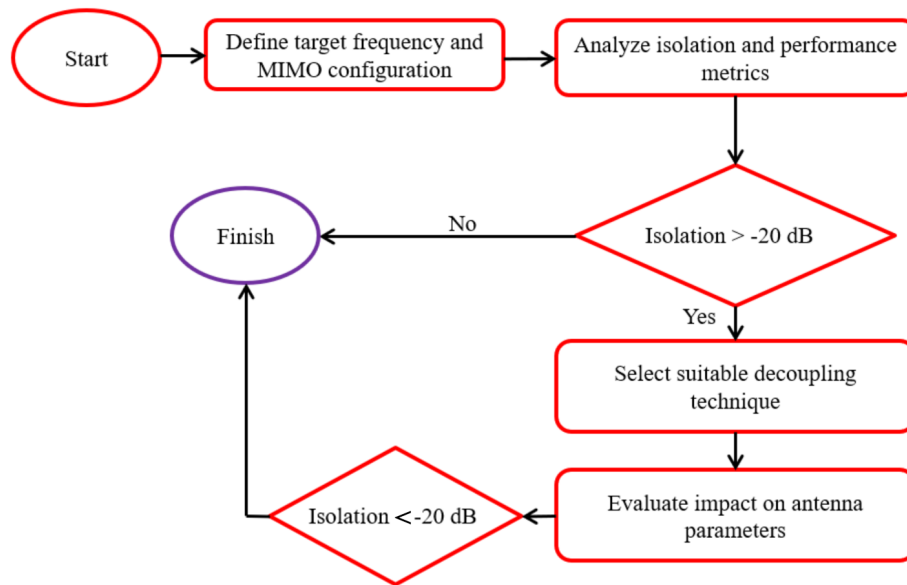 Start
Define target frequency and
MIMO configuration
Analyze isolation and performance
metrics
Isolation > -20 dB
No
Finish
Yes
Select suitable decoupling
technique
Evaluate impact on antenna
parameters
Isolation < -20 dB